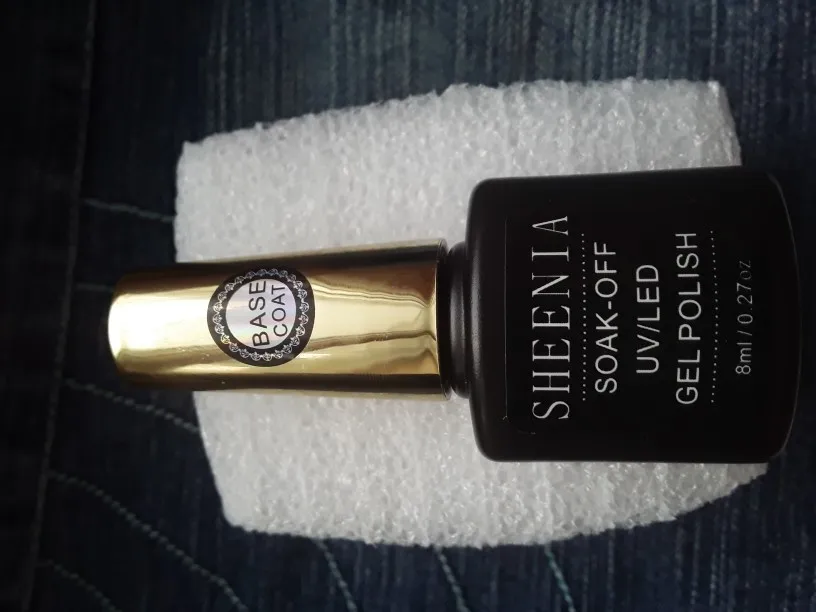 BASE
COAT
SHEENIA
SOAK-OFF
UV/LED
GEL POLISH
8ml / 0.27oz